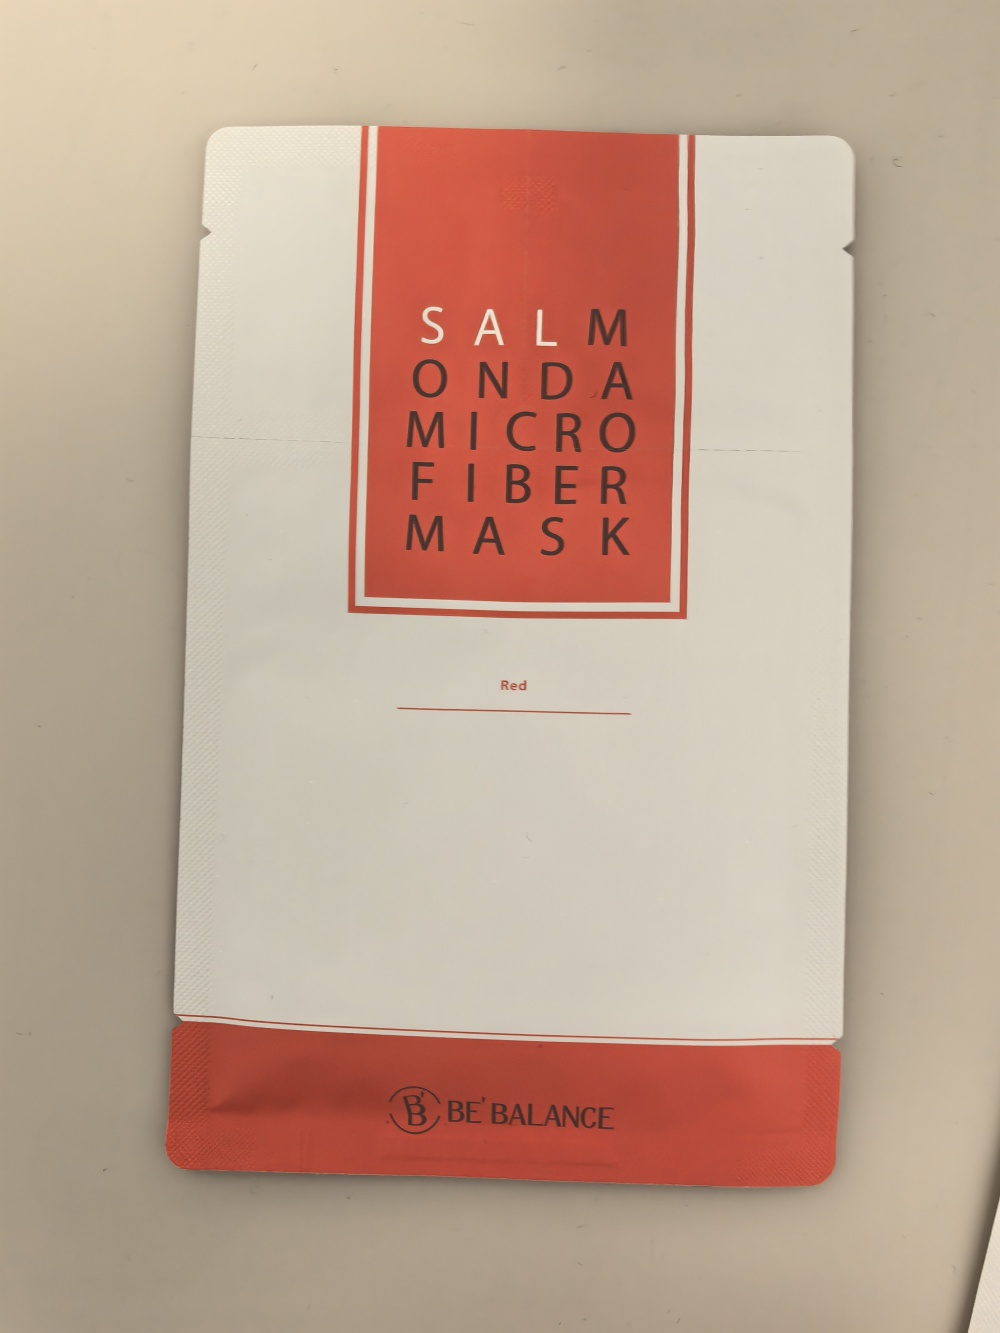 SALM
ONDA
MICRO
FIBER
MASK
Red
B' BE' BALANCE